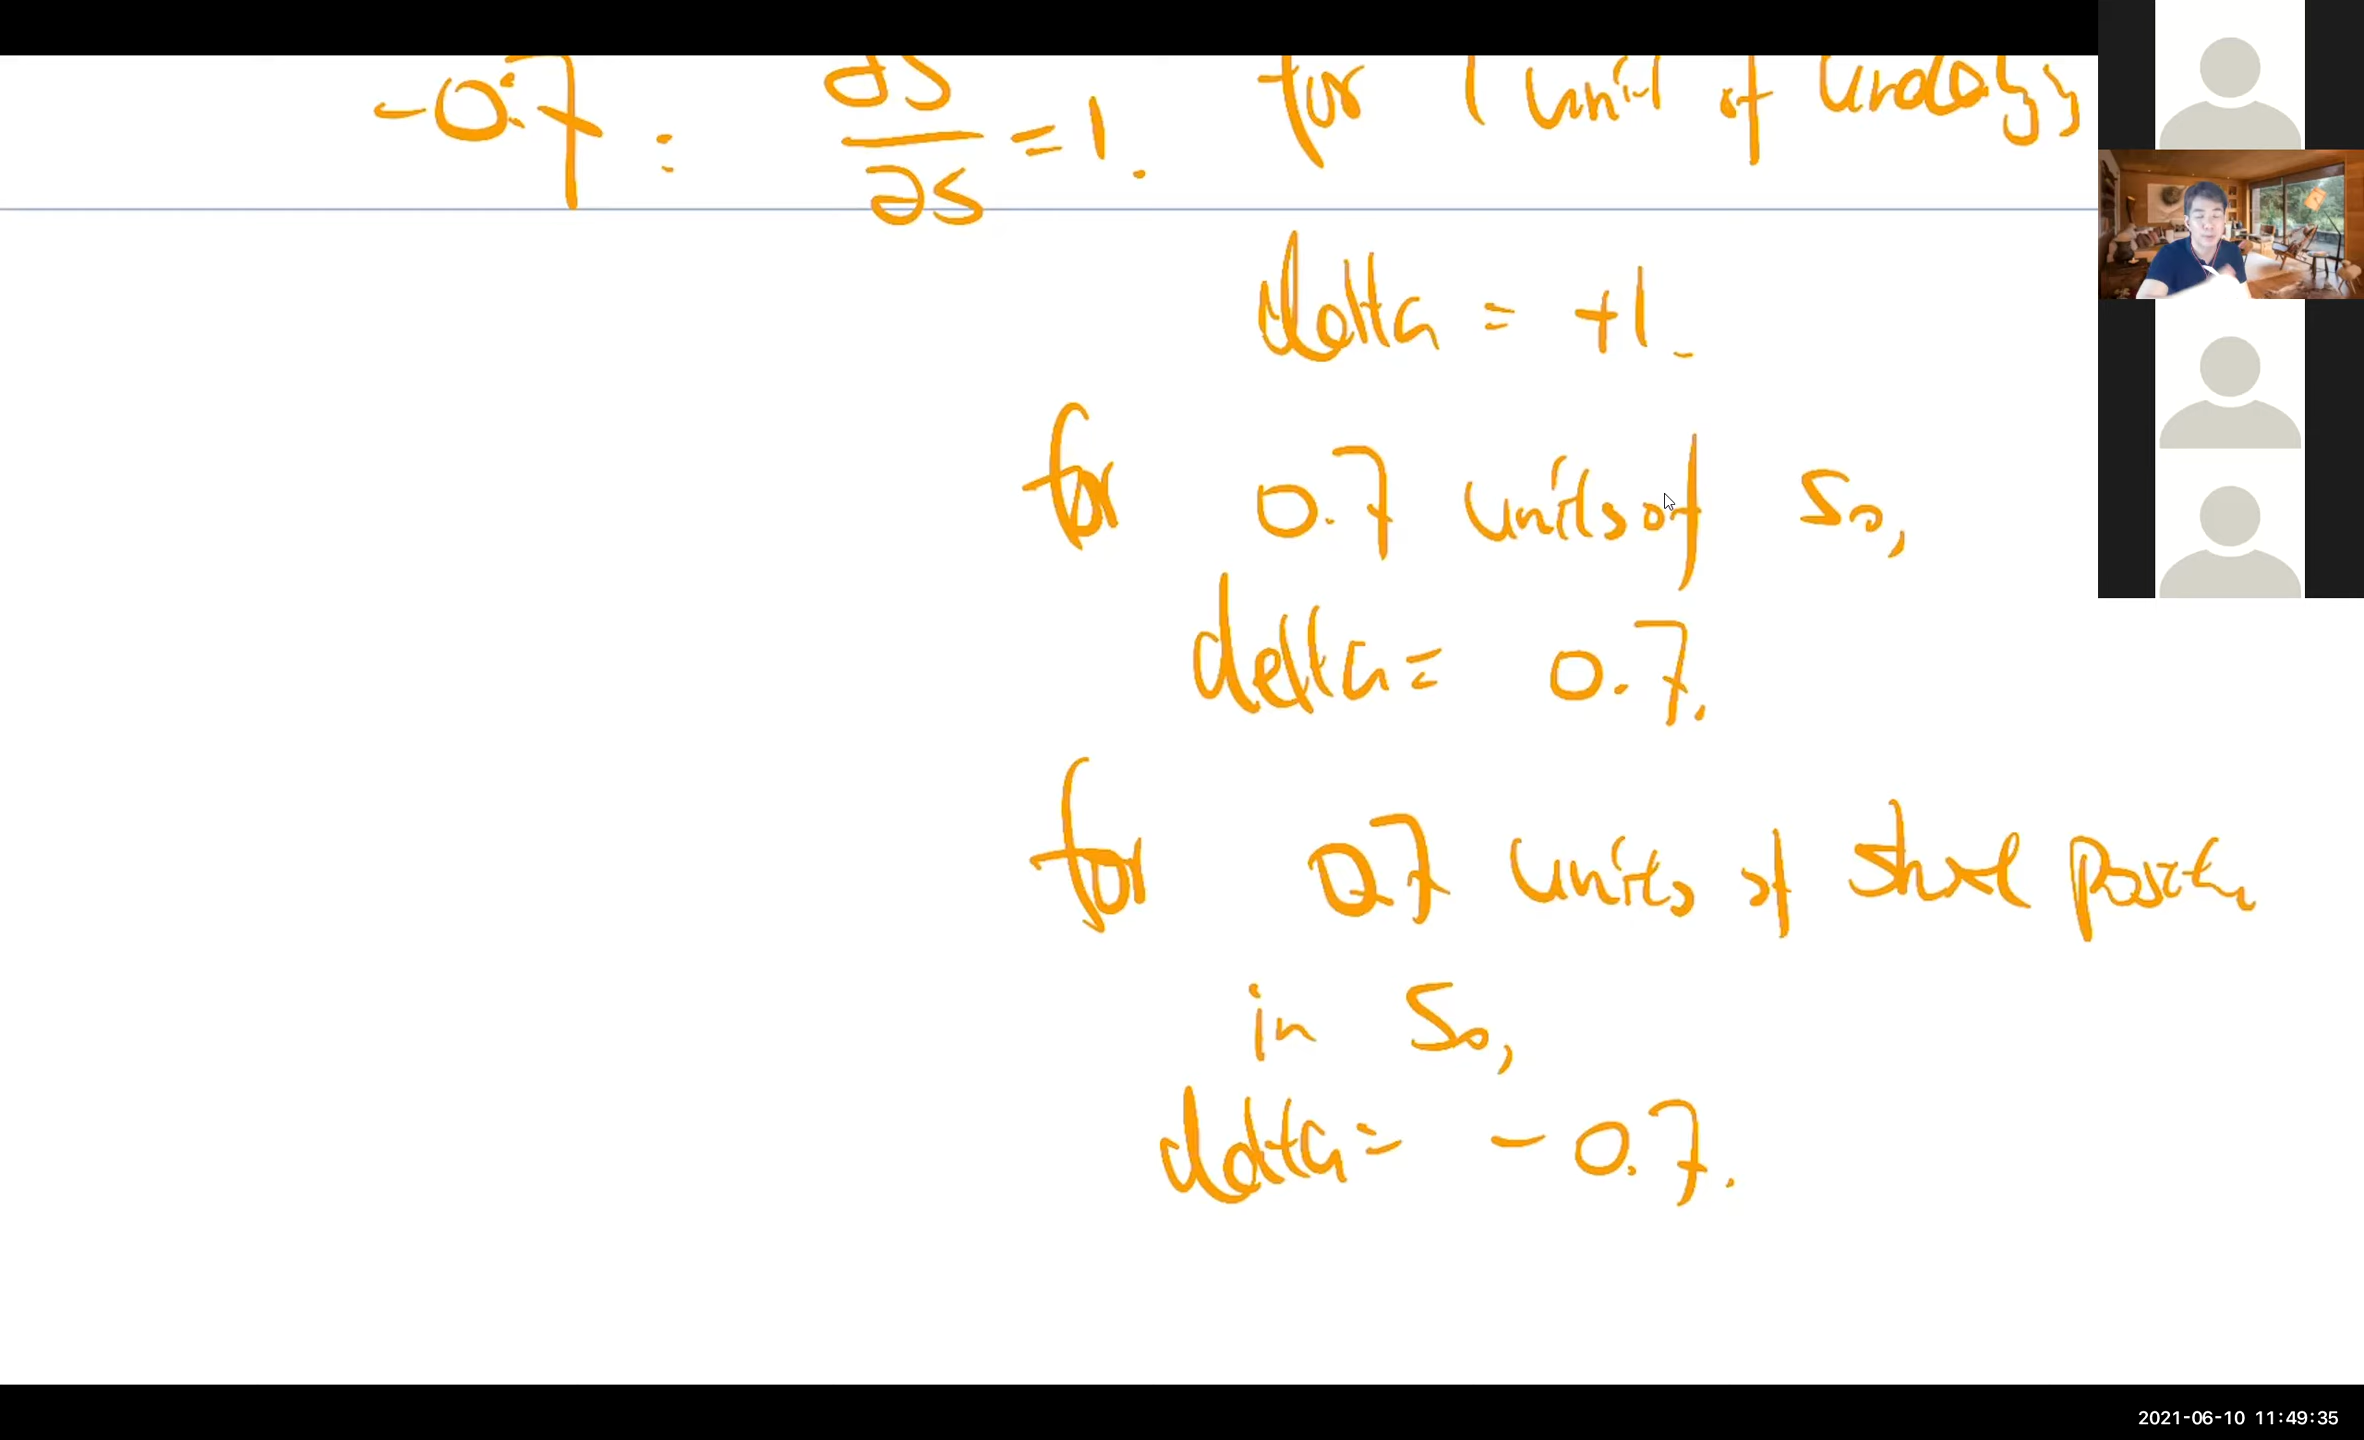 -0.7 : ∂S/∂S = 1. for 1 unit of underlying
delta = +1.
for 0.7 units of S₀,
delta = 0.7.
for 0.7 units of short position
in S₀,
delta = -0.7.
2021-06-10 11:49:35